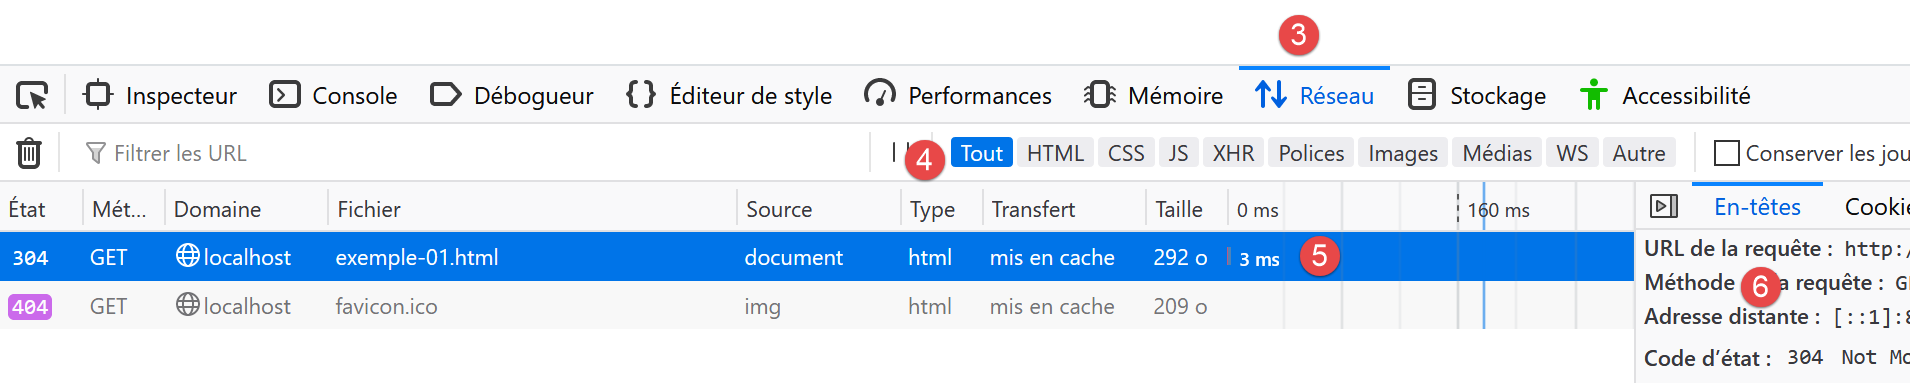 3
Inspecteur Console Débogueur Éditeur de style Performances Mémoire Réseau Stockage Accessibilité
Filtrer les URL 4 Tout HTML CSS JS XHR Polices Images Médias WS Autre Conserver les jou
État Mét... Domaine Fichier Source Type Transfert Taille 0 ms 160 ms En-têtes Cookie
304 GET localhost exemple-01.html document html mis en cache 292 o 3 ms 5
404 GET localhost favicon.ico img html mis en cache 209 o
URL de la requête : http:/
Méthode 6 a requête : G
Adresse distante : [::1]:8
Code d’état : 304 Not Mo